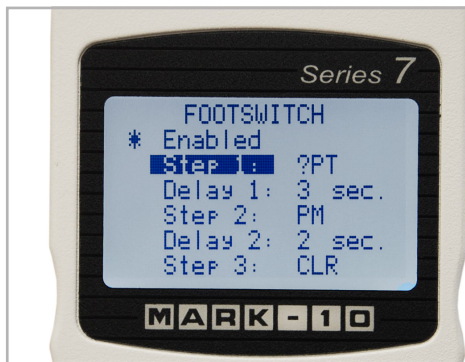 Series 7
FOOTSWITCH
* Enabled
Step 1: ?PT
Delay 1: 3 sec.
Step 2: PM
Delay 2: 2 sec.
Step 3: CLR
MARK-10